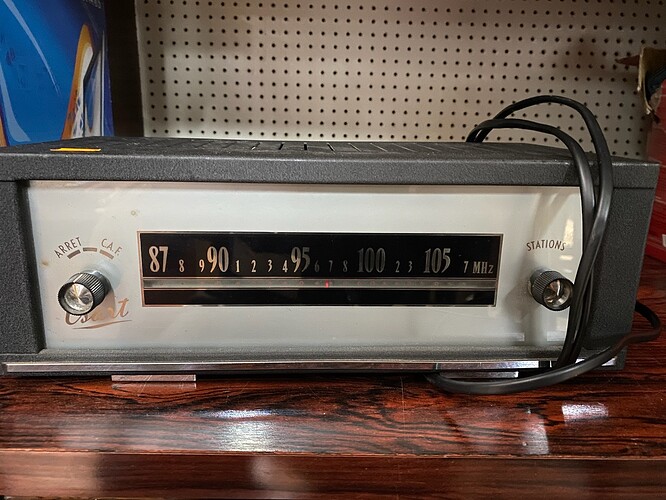 ARRET C.A.F.
87 8 9 90 1 2 3 4 95 6 7 8 100 2 3 105 7 MHz
STATIONS